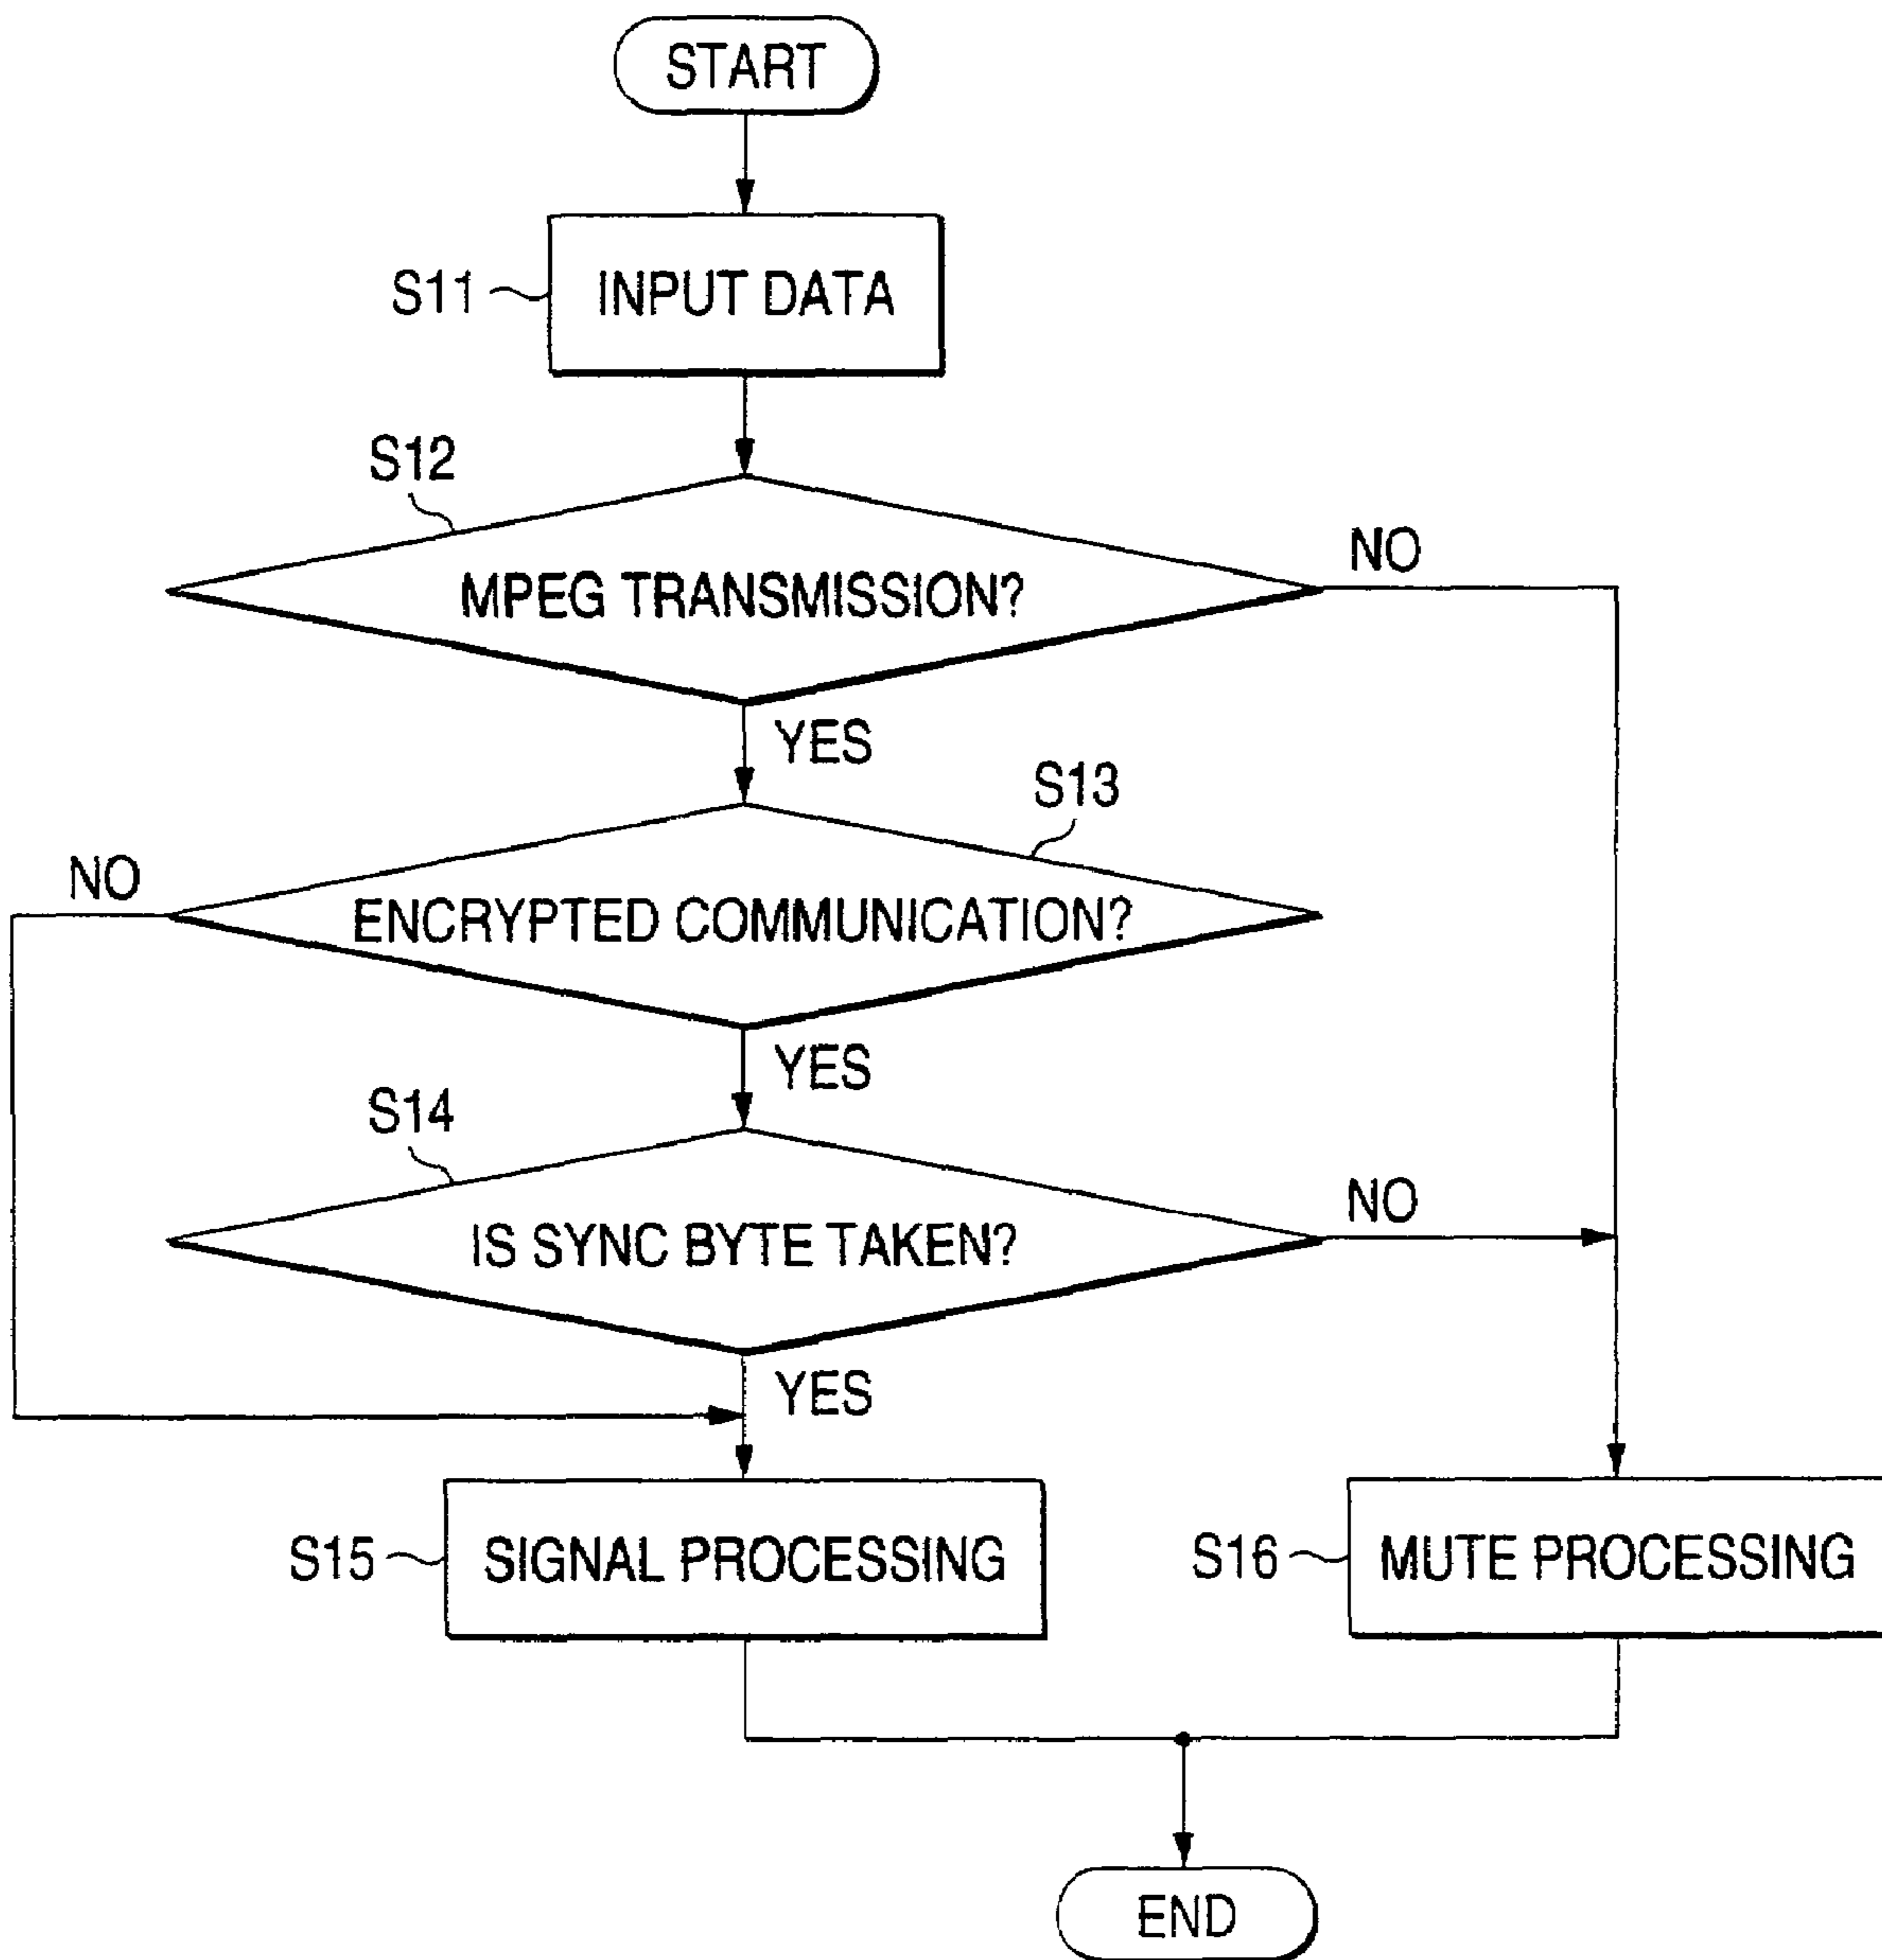 START
S11
INPUT DATA
S12
NO
MPEG TRANSMISSION?
YES
S13
NO
ENCRYPTED COMMUNICATION?
YES
S14
NO
IS SYNC BYTE TAKEN?
YES
S15
SIGNAL PROCESSING
S16
MUTE PROCESSING
END